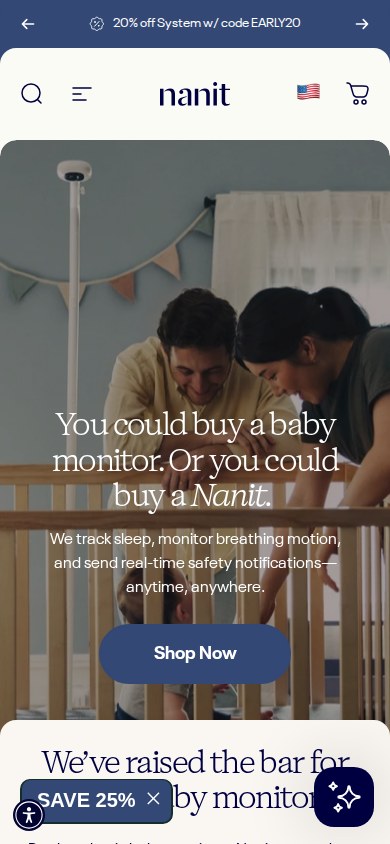 20% off System w/ code EARLY20
nanit
You could buy a baby
monitor. Or you could
buy a Nanit.
We track sleep, monitor breathing motion,
and send real-time safety notifications—
anytime, anywhere.
Shop Now
We've raised the bar for
SAVE 25%